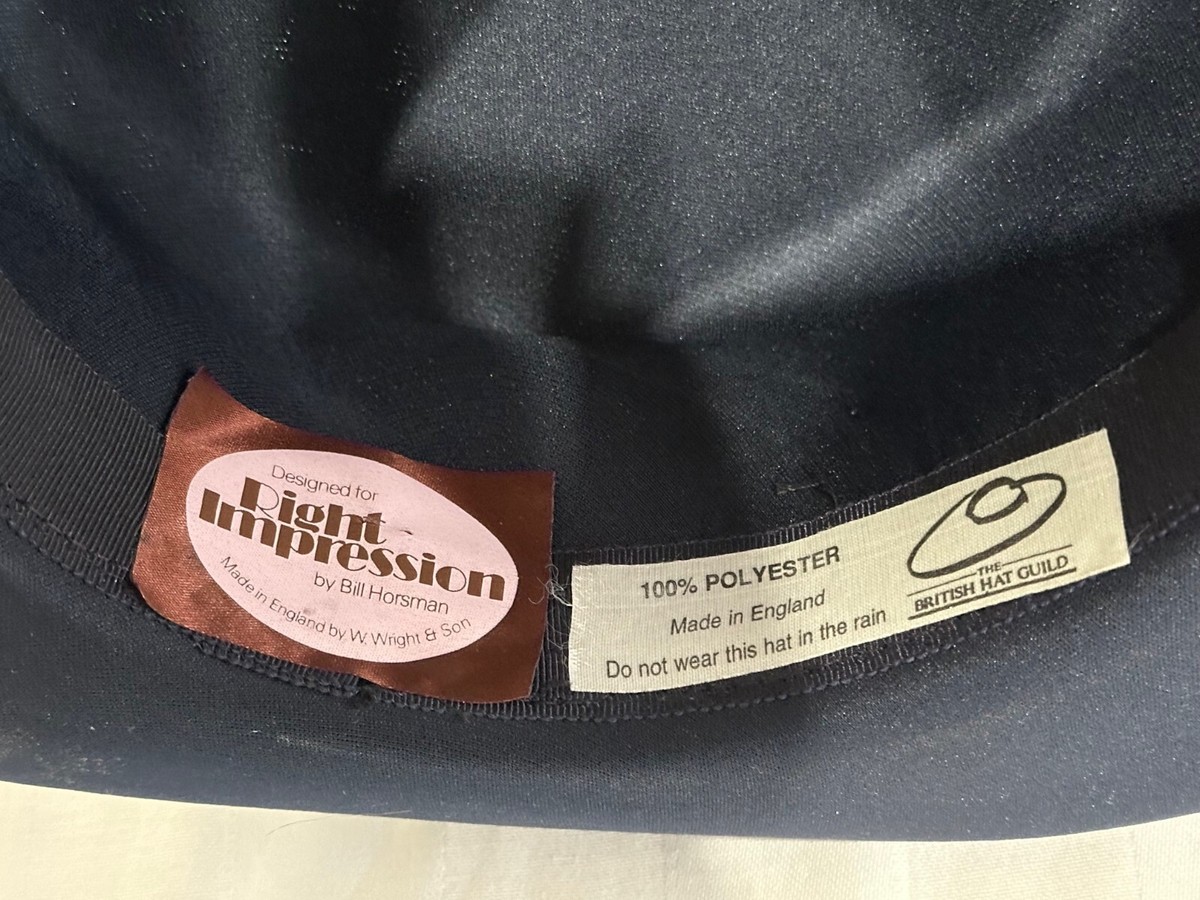 Designed for
Right
Impression
by Bill Horsman
Made in England by W. Wright & Son
100% POLYESTER
Made in England
Do not wear this hat in the rain
THE
BRITISH HAT GUILD